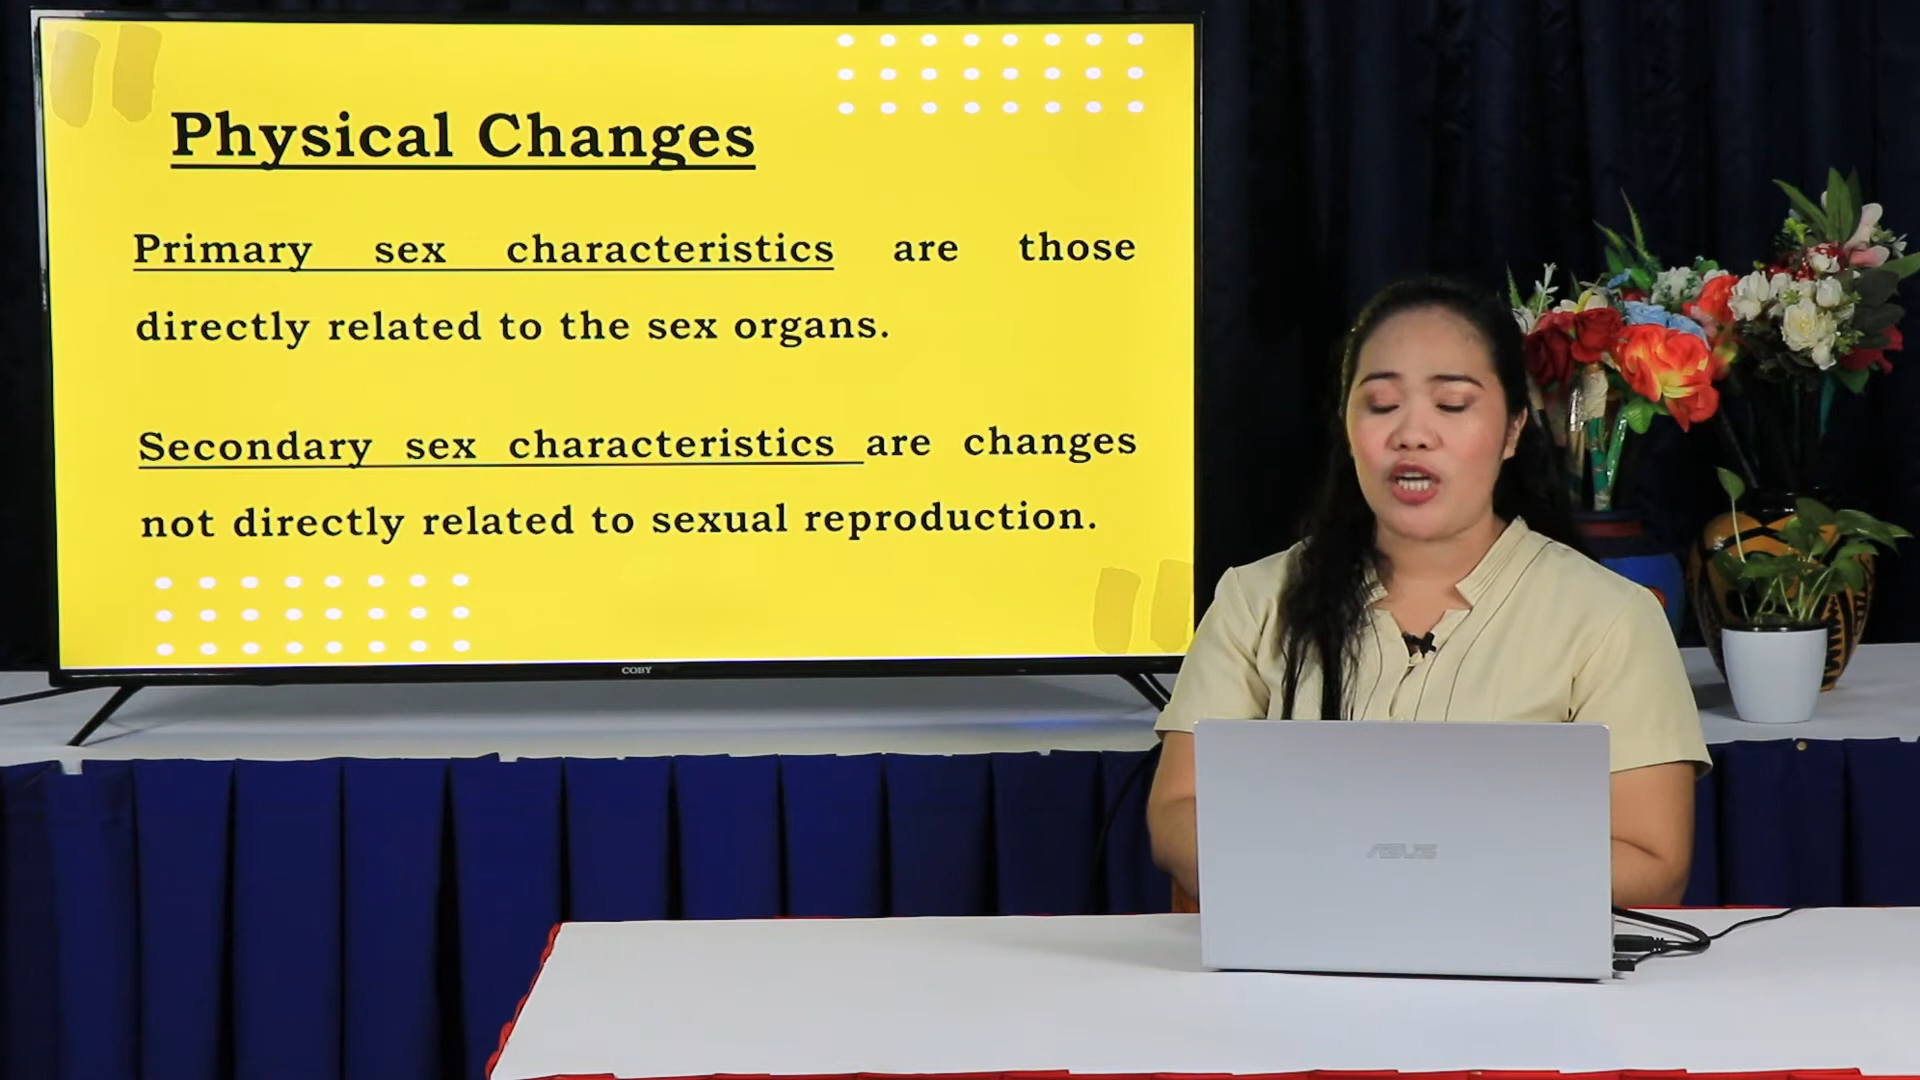 Physical Changes
Primary sex characteristics are those
directly related to the sex organs.
Secondary sex characteristics are changes
not directly related to sexual reproduction.
COBY
ASUS